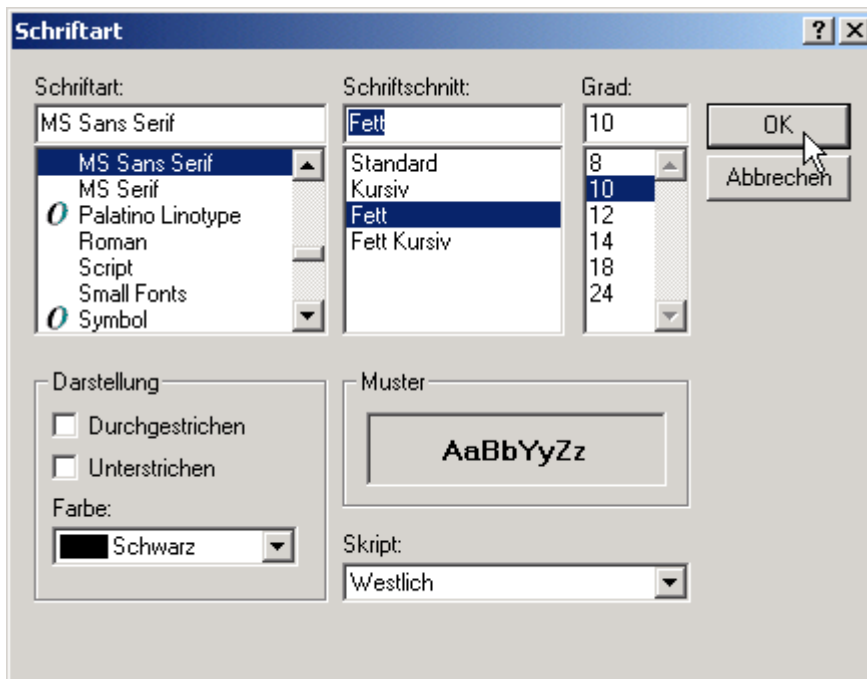 Schriftart
Schriftart:
MS Sans Serif
MS Sans Serif
MS Serif
Palatino Linotype
Roman
Script
Small Fonts
Symbol
Schriftschnitt:
Fett
Standard
Kursiv
Fett
Fett Kursiv
Grad:
10
8
10
12
14
18
24
OK
Abbrechen
Darstellung
Durchgestrichen
Unterstrichen
Farbe:
Schwarz
Muster
AaBbYyZz
Skript:
Westlich